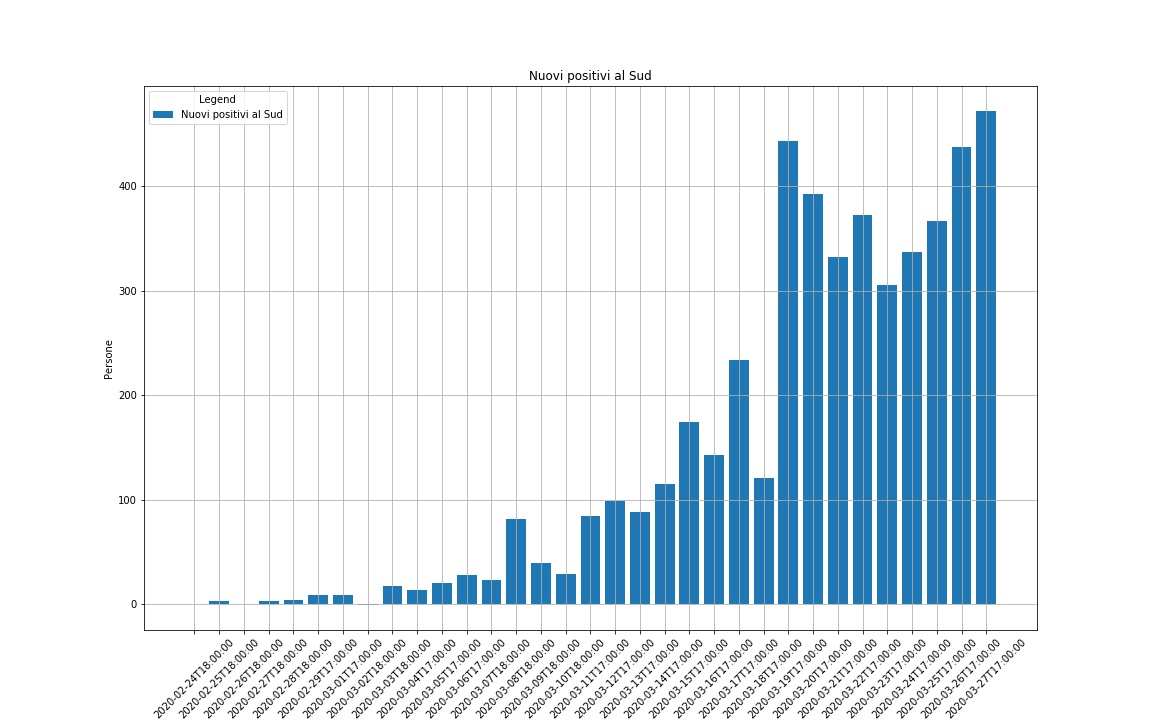 Nuovi positivi al Sud
Legend
Nuovi positivi al Sud
Persone
400
300
200
100
0
2020-02-24T18:00:00
2020-02-25T18:00:00
2020-02-26T18:00:00
2020-02-27T18:00:00
2020-02-28T18:00:00
2020-02-29T17:00:00
2020-03-01T17:00:00
2020-03-02T18:00:00
2020-03-03T18:00:00
2020-03-04T17:00:00
2020-03-05T17:00:00
2020-03-06T17:00:00
2020-03-07T18:00:00
2020-03-08T18:00:00
2020-03-09T18:00:00
2020-03-10T18:00:00
2020-03-11T17:00:00
2020-03-12T17:00:00
2020-03-13T17:00:00
2020-03-14T17:00:00
2020-03-15T17:00:00
2020-03-16T17:00:00
2020-03-17T17:00:00
2020-03-18T17:00:00
2020-03-19T17:00:00
2020-03-20T17:00:00
2020-03-21T17:00:00
2020-03-22T17:00:00
2020-03-23T17:00:00
2020-03-24T17:00:00
2020-03-25T17:00:00
2020-03-26T17:00:00
2020-03-27T17:00:00